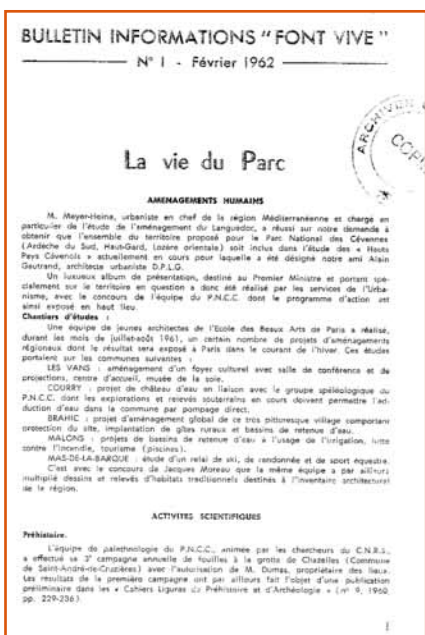 BULLETIN INFORMATIONS "FONT VIVE"
N° I - Février 1962
ARCHIVES
COPIE
La vie du Parc
AMENAGEMENTS HUMAINS
M. Meyer-Heine, urbaniste en chef de la région Méditerranéenne et chargé en
particulier de l'étude de l'aménagement du Languedoc, a réussi sur notre demande à
obtenir que l'ensemble du territoire proposé pour le Parc National des Cévennes
(Ardèche du Sud, Haut-Gard, Lozère orientale) soit inclus dans l'étude des « Hauts
Pays Cévenols » actuellement en cours pour laquelle a été désigné notre ami Alain
Gautrand, architecte urbaniste D.P.L.G.
Un luxueux album de présentation, destiné au Premier Ministre et portant spé-
cialement sur le territoire en question a donc été réalisé par les services de l'Urba-
nisme, avec le concours de l'équipe du P.N.C.C. dont le programme d'action est
ainsi exposé en haut lieu.
Chantiers d'études :
Une équipe de jeunes architectes de l'Ecole des Beaux Arts de Paris a réalisé,
durant les mois de juillet-août 1961, un certain nombre de projets d'aménagements
régionaux dont le résultat sera exposé à Paris dans le courant de l'hiver. Ces études
portaient sur les communes suivantes :
LES VANS : aménagement d'un foyer culturel avec salle de conférence et de
projections, centre d'accueil, musée de la soie.
COURRY : projet de château d'eau en liaison avec le groupe spéléologique du
P.N.C.C. dont les explorations et relevés souterrains en cours doivent permettre l'ad-
duction d'eau dans la commune par pompage direct.
BRAHIC : projet d'aménagement global de ce très pittoresque village comportant
protection du site, implantation de gîtes ruraux et bassins de retenue d'eau.
MALONS : projets de bassins de retenue d'eau à l'usage de l'irrigation, lutte
contre l'incendie, tourisme (piscines).
MAS-DE-LA-BARQUE : étude d'un relai de ski, de randonnée et de sport équestre.
C'est avec le concours de Jacques Moreau que la même équipe a par ailleurs
multiplié dessins et relevés d'habitats traditionnels destinés à l'inventaire architectural
de la région.
ACTIVITES SCIENTIFIQUES
Préhistoire.
L'équipe de palethnologie du P.N.C.C., animée par les chercheurs du C.N.R.S.,
a effectué sa 3e campagne annuelle de fouilles à la grotte de Chazelles (Commune
de Saint-André-de-Cruzières) avec l'autorisation de M. Dumas, propriétaire des lieux.
Les résultats de la première campagne ont par ailleurs fait l'objet d'une publication
préliminaire dans les « Cahiers Ligures de Préhistoire et d'Archéologie » (n° 9, 1960,
pp. 229-236).
I